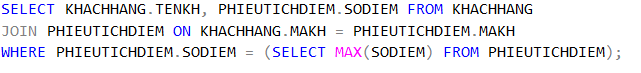 SELECT KHACHHANG.TENKH, PHIEUTICHDIEM.SODIEM FROM KHACHHANG
JOIN PHIEUTICHDIEM ON KHACHHANG.MAKH = PHIEUTICHDIEM.MAKH
WHERE PHIEUTICHDIEM.SODIEM = (SELECT MAX(SODIEM) FROM PHIEUTICHDIEM);